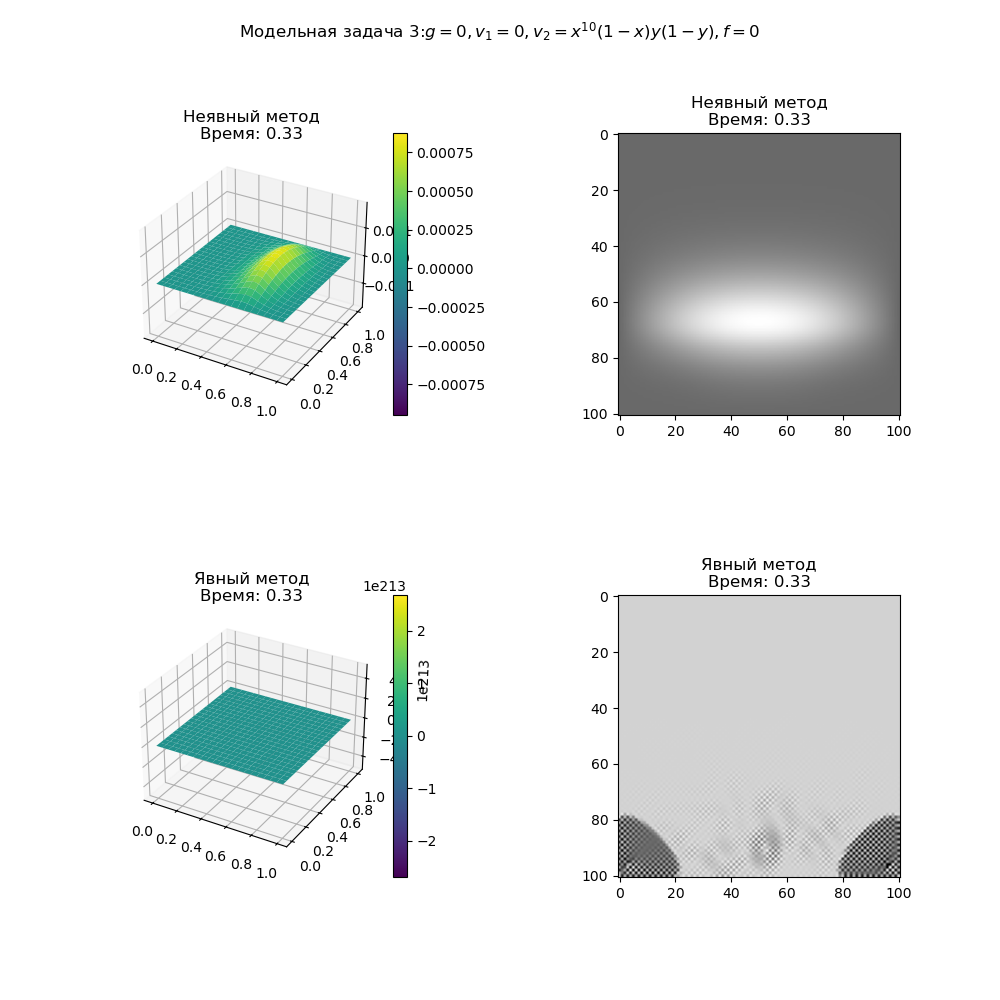 Модельная задача 3:g = 0, v₁ = 0, v₂ = x¹⁰(1 − x)y(1 − y), f = 0
Неявный метод
Время: 0.33
0.00075
0.00050
0.00025
0.00000
−0.00025
−0.00050
−0.00075
0.0 0.2 0.4 0.6 0.8 1.0
0.0 0.2 0.4 0.6 0.8 1.0
Неявный метод
Время: 0.33
0
20
40
60
80
100
0 20 40 60 80 100
Явный метод
Время: 0.33
1e213
2
1
0
−1
−2
1e213
0.0 0.2 0.4 0.6 0.8 1.0
0.0 0.2 0.4 0.6 0.8 1.0
Явный метод
Время: 0.33
0
20
40
60
80
100
0 20 40 60 80 100